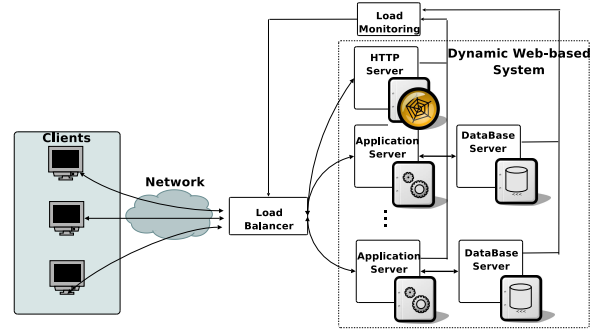 Load
Monitoring
Dynamic Web-based
System
HTTP
Server
Clients
Application
Server
DataBase
Server
Network
Load
Balancer
Application
Server
DataBase
Server